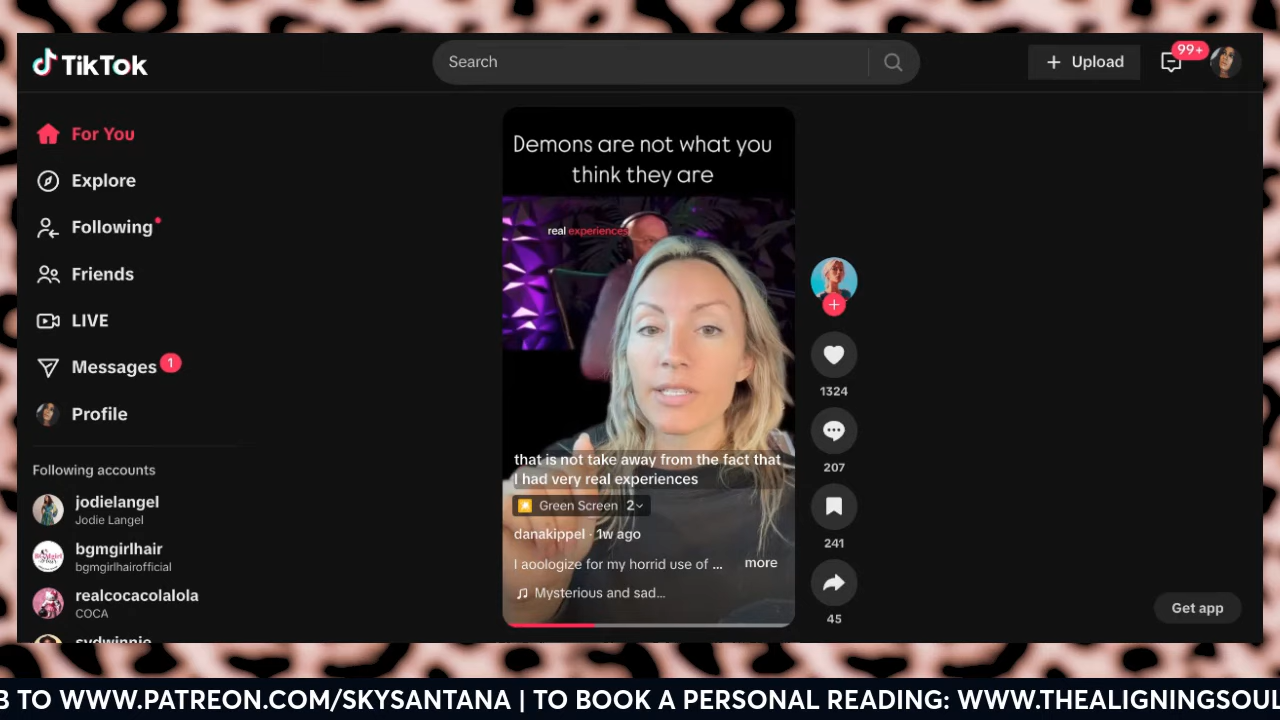 TikTok
Search
Upload
99+
For You
Explore
Following
Friends
LIVE
Messages 1
Profile
Following accounts
jodielangel
Jodie Langel
bgmgirlhair
bgmgirlhairofficial
realcocacolalola
COCA
sydwinnie
Demons are not what you
think they are
real experiences
that is not take away from the fact that
I had very real experiences
Green Screen 2
danakippel · 1w ago
I aoologize for my horrid use of ... more
Mysterious and sad...
1324
207
241
45
Get app
B TO WWW.PATREON.COM/SKYSANTANA | TO BOOK A PERSONAL READING: WWW.THEALIGNINGSOUL